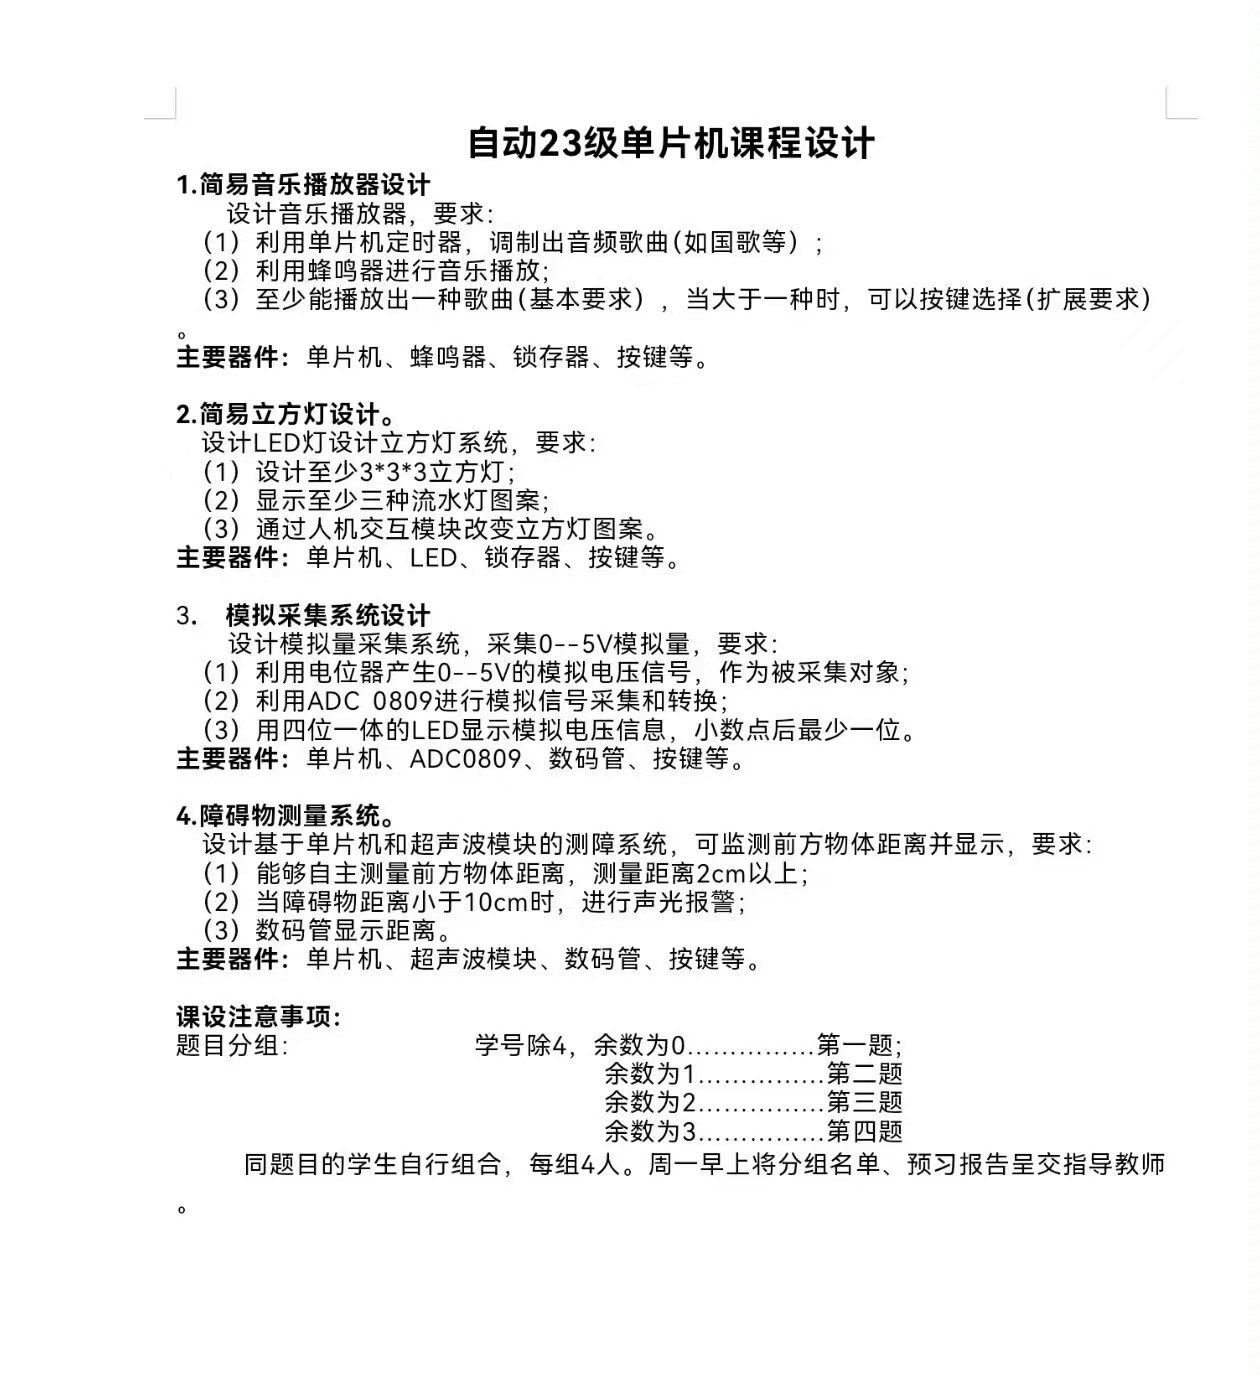 自动23级单片机课程设计
1.简易音乐播放器设计
设计音乐播放器，要求：
（1）利用单片机定时器，调制出音频歌曲(如国歌等）;
（2）利用蜂鸣器进行音乐播放;
（3）至少能播放出一种歌曲(基本要求），当大于一种时，可以按键选择(扩展要求）
。
主要器件：单片机、蜂鸣器、锁存器、按键等。
2.简易立方灯设计。
设计LED灯设计立方灯系统，要求：
（1）设计至少3*3*3立方灯;
（2）显示至少三种流水灯图案;
（3）通过人机交互模块改变立方灯图案。
主要器件：单片机、LED、锁存器、按键等。
3. 模拟采集系统设计
设计模拟量采集系统，采集0--5V模拟量，要求：
（1）利用电位器产生0--5V的模拟电压信号，作为被采集对象;
（2）利用ADC 0809进行模拟信号采集和转换;
（3）用四位一体的LED显示模拟电压信息，小数点后最少一位。
主要器件：单片机、ADC0809、数码管、按键等。
4.障碍物测量系统。
设计基于单片机和超声波模块的测障系统，可监测前方物体距离并显示，要求：
（1）能够自主测量前方物体距离，测量距离2cm以上;
（2）当障碍物距离小于10cm时，进行声光报警;
（3）数码管显示距离。
主要器件：单片机、超声波模块、数码管、按键等。
课设注意事项：
题目分组： 学号除4，余数为0……………第一题;
余数为1……………第二题
余数为2……………第三题
余数为3……………第四题
同题目的学生自行组合，每组4人。周一早上将分组名单、预习报告呈交指导教师
。